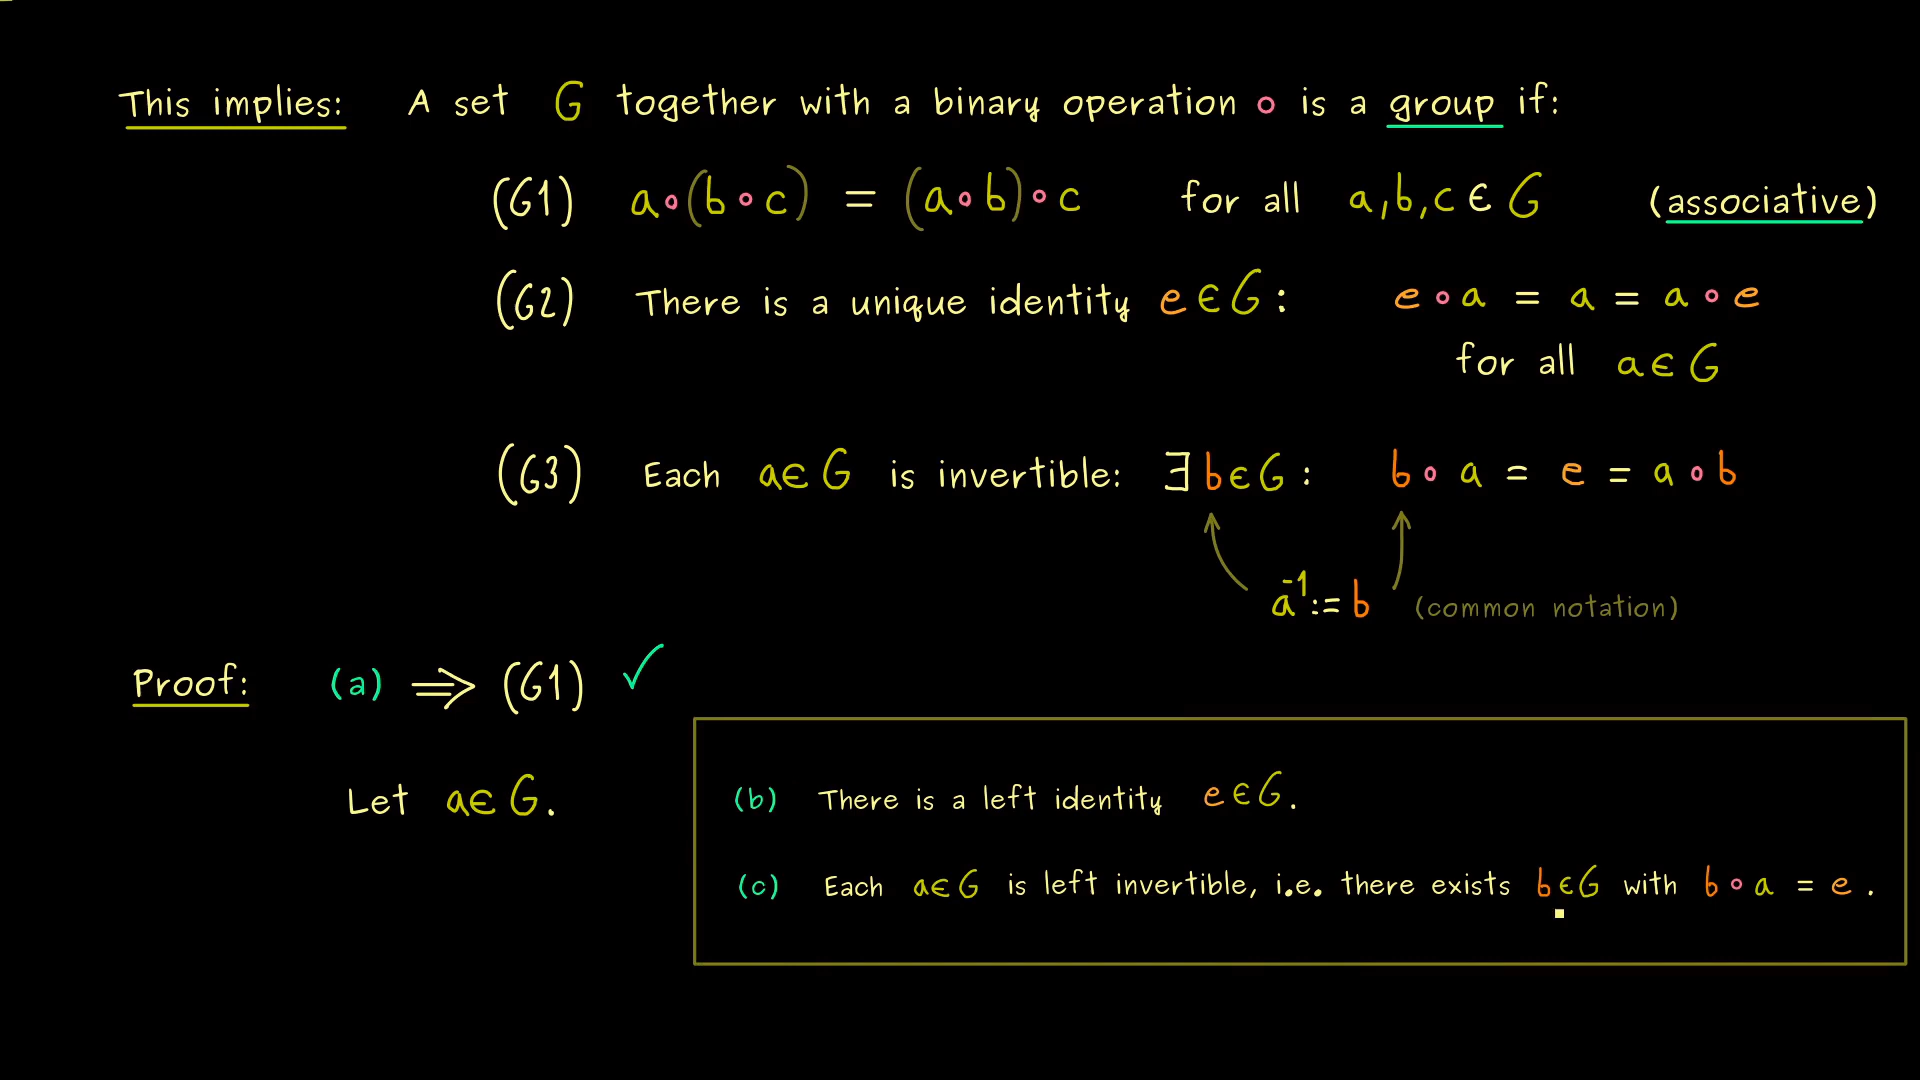 This implies: A set G together with a binary operation ∘ is a group if:
(G1) a∘(b∘c) = (a∘b)∘c for all a,b,c ∈ G (associative)
(G2) There is a unique identity e∈G: e∘a = a = a∘e
for all a∈G
(G3) Each a∈G is invertible: ∃b∈G: b∘a = e = a∘b
a⁻¹:= b (common notation)
Proof: (a) ⟹ (G1) ✓
Let a∈G.
(b) There is a left identity e∈G.
(c) Each a∈G is left invertible, i.e. there exists b∈G with b∘a = e.